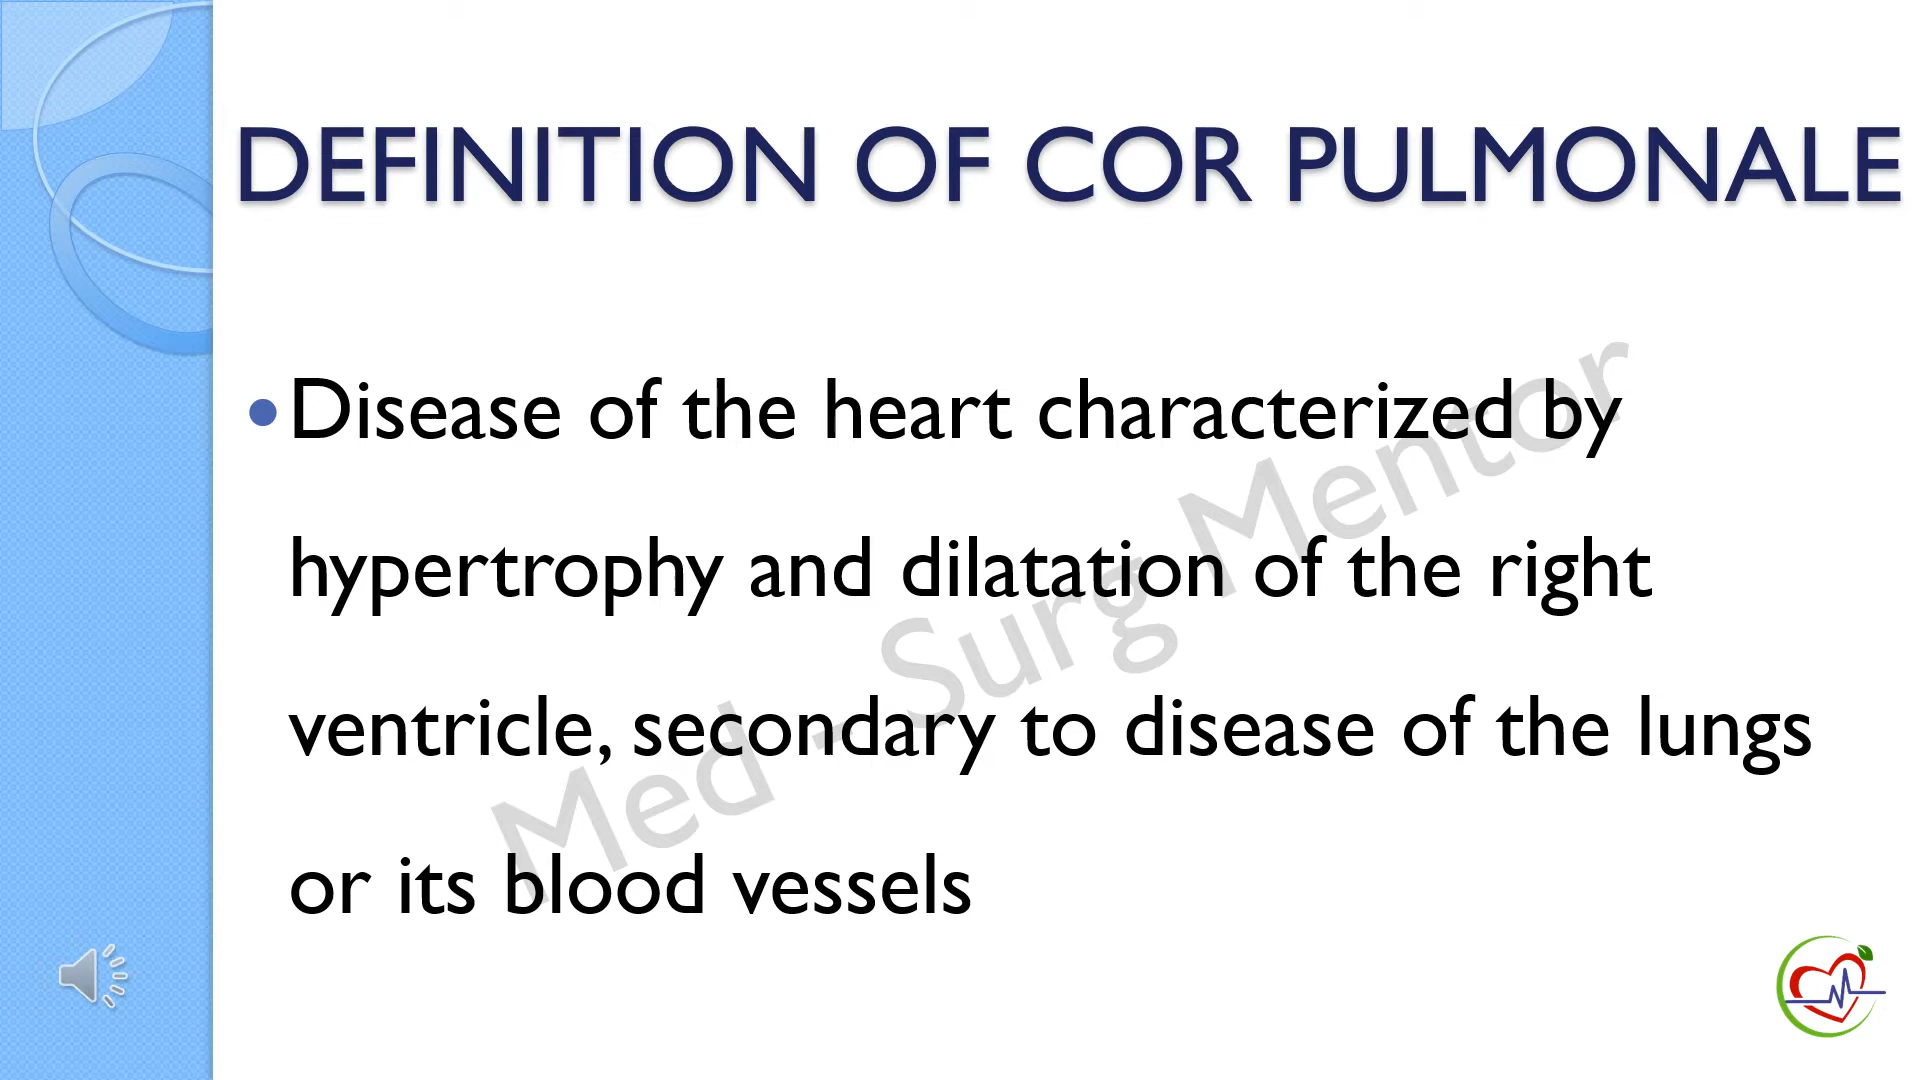 DEFINITION OF COR PULMONALE
•Disease of the heart characterized by
hypertrophy and dilatation of the right
ventricle, secondary to disease of the lungs
or its blood vessels
Med - Surg Mentor